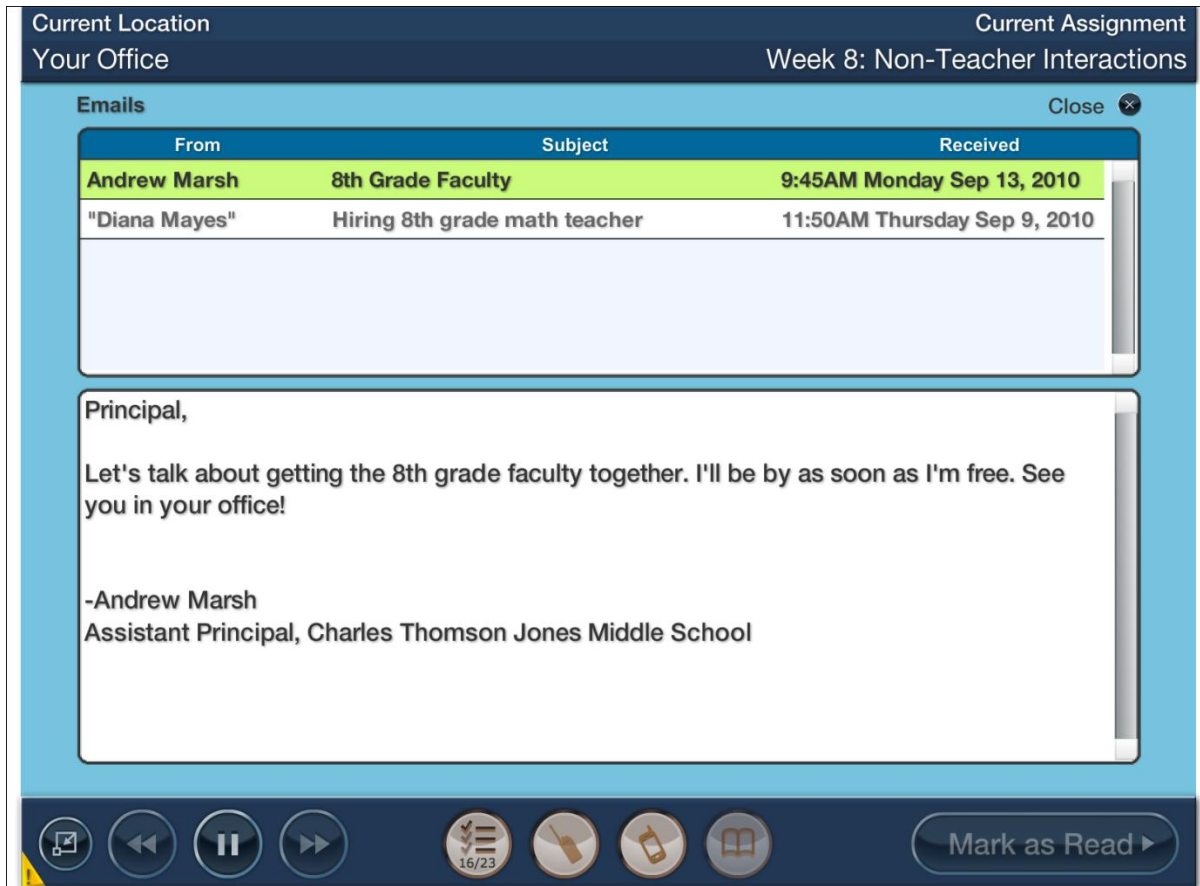 Current Location
Current Assignment
Your Office
Week 8: Non-Teacher Interactions
Emails
Close
From Subject Received
Andrew Marsh 8th Grade Faculty 9:45AM Monday Sep 13, 2010
"Diana Mayes" Hiring 8th grade math teacher 11:50AM Thursday Sep 9, 2010
Principal,
Let's talk about getting the 8th grade faculty together. I'll be by as soon as I'm free. See
you in your office!
-Andrew Marsh
Assistant Principal, Charles Thomson Jones Middle School
16/23
Mark as Read
!